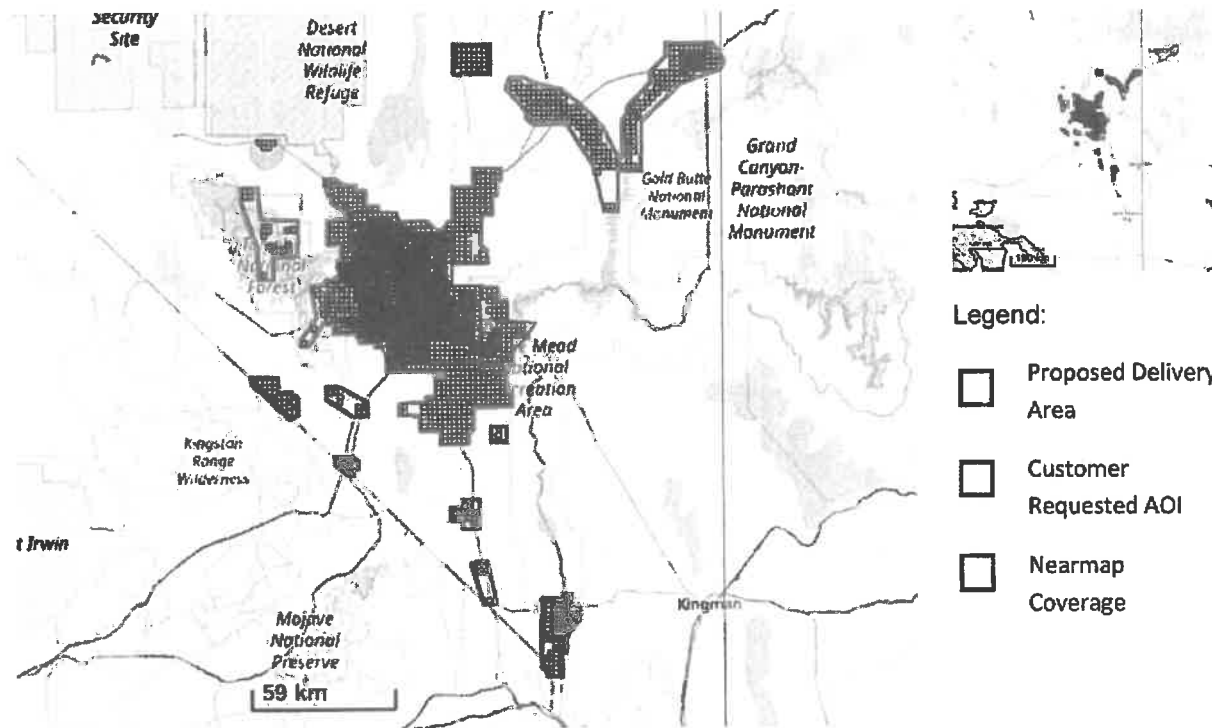 Security
Site
Desert
National
Wildlife
Refuge
Grand
Canyon-
Parashant
National
Monument
Gold Butte
National
Monument
National
Forest
Mead
National
Recreation
Area
Kingston
Range
Wilderness
t Irwin
Mojave
National
Preserve
Kingman
59 km
Legend:
Proposed Delivery
Area
Customer
Requested AOI
Nearmap
Coverage